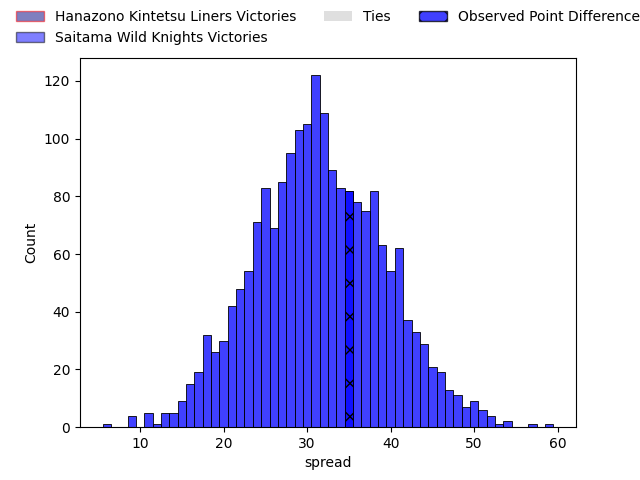 Hanazono Kintetsu Liners Victories
Ties
Observed Point Difference
Saitama Wild Knights Victories
120
100
80
60
40
20
0
Count
10
20
30
40
50
60
spread